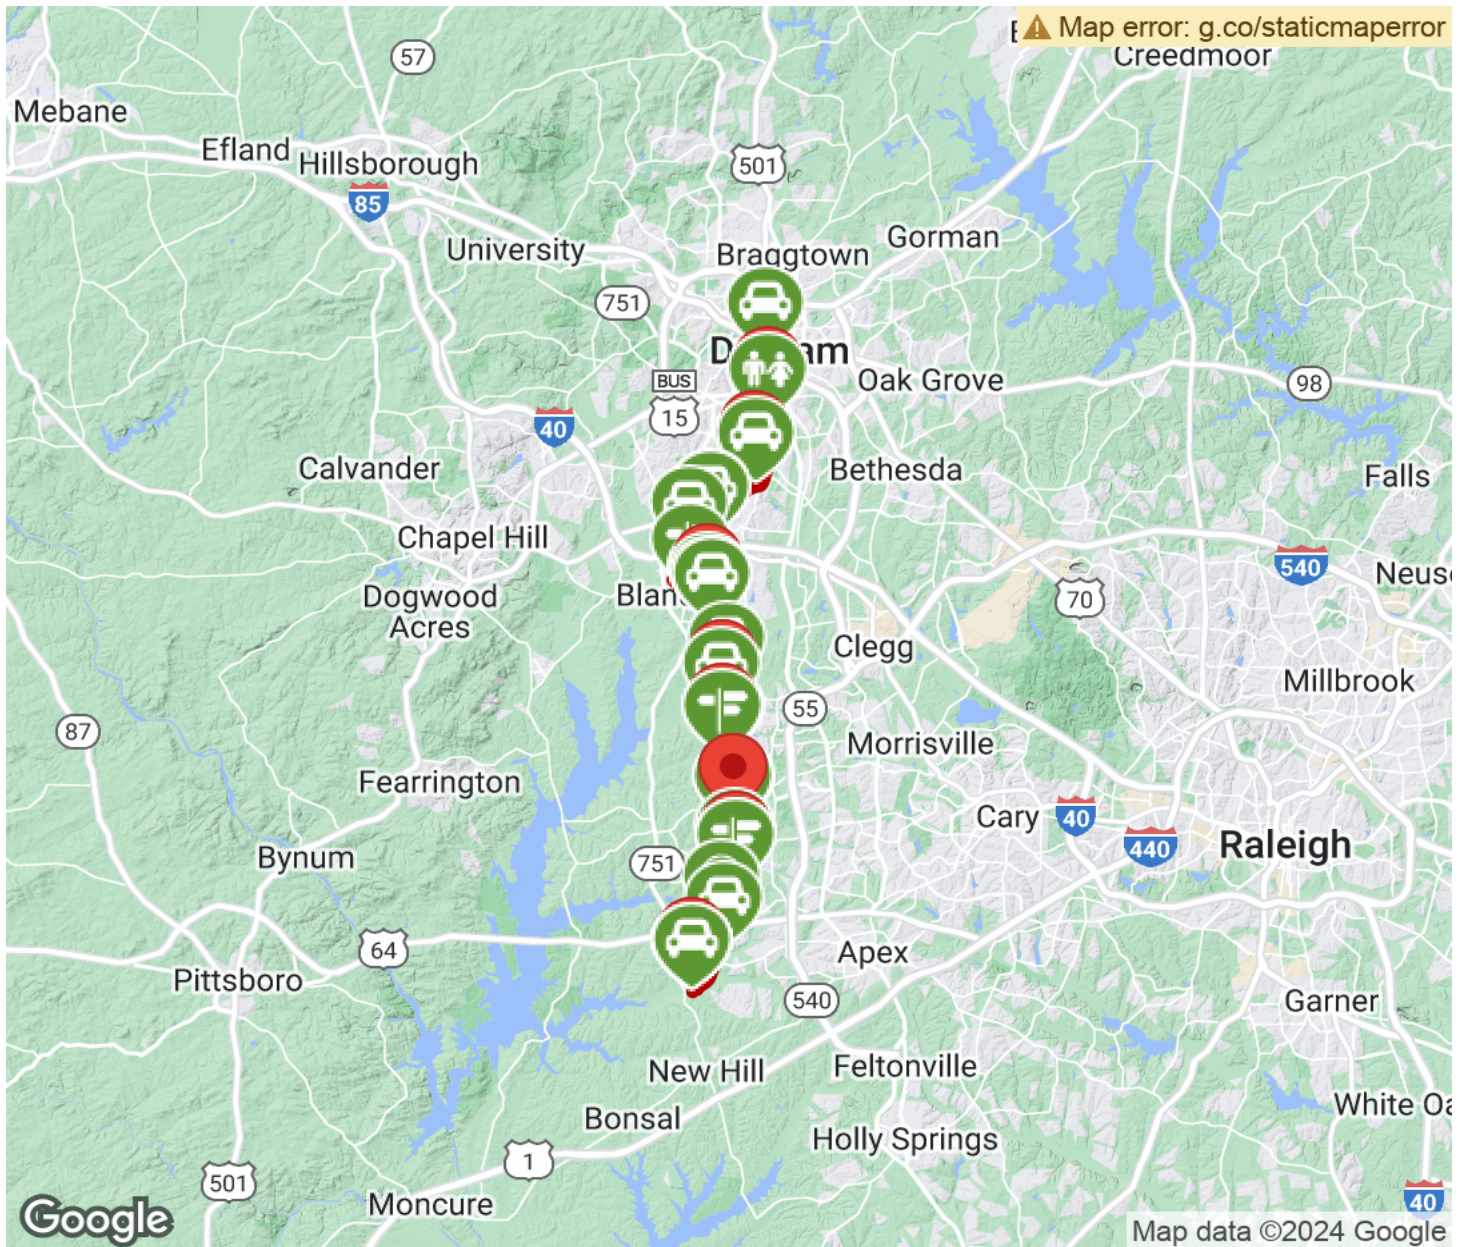 Map error: g.co/staticmaperror
Creedmoor
57
Mebane
Efland
Hillsborough
501
85
Gorman
University
Braggtown
751
BUS
15
Oak Grove
98
40
Calvander
Bethesda
Falls
Chapel Hill
540
70
Dogwood
Acres
Clegg
Millbrook
87
55
Morrisville
Fearrington
Cary
40
440
Raleigh
Bynum
751
64
Apex
Pittsboro
540
Garner
New Hill
Feltonville
Bonsal
Holly Springs
1
501
Moncure
40
Google
Map data ©2024 Google